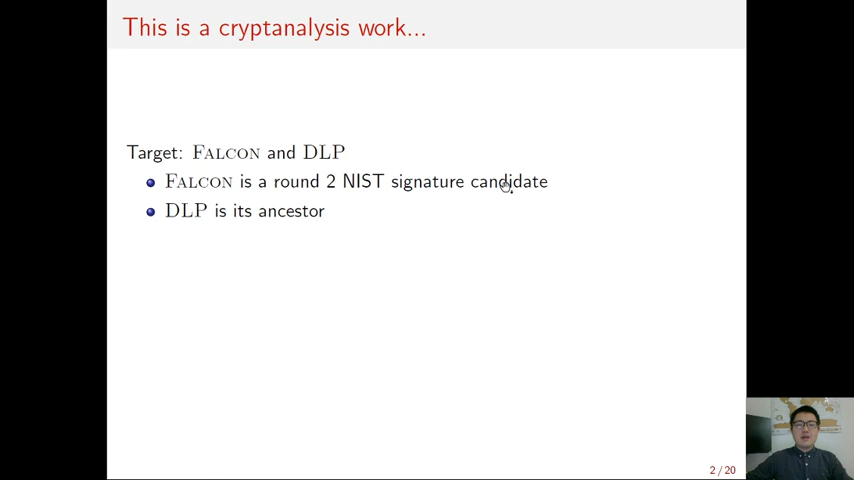 This is a cryptanalysis work...
Target: FALCON and DLP
FALCON is a round 2 NIST signature candidate
DLP is its ancestor
2 / 20